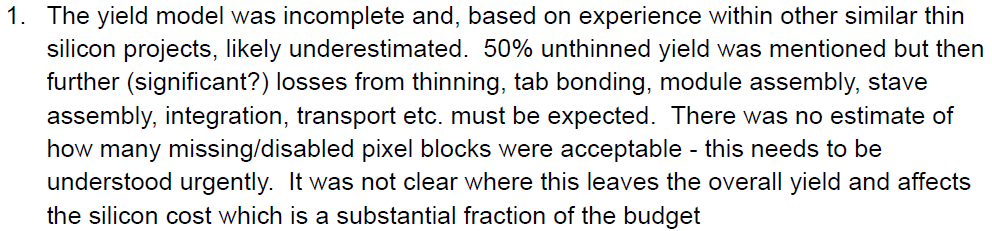 1. The yield model was incomplete and, based on experience within other similar thin
silicon projects, likely underestimated.  50% unthinned yield was mentioned but then
further (significant?) losses from thinning, tab bonding, module assembly, stave
assembly, integration, transport etc. must be expected.  There was no estimate of
how many missing/disabled pixel blocks were acceptable - this needs to be
understood urgently.  It was not clear where this leaves the overall yield and affects
the silicon cost which is a substantial fraction of the budget